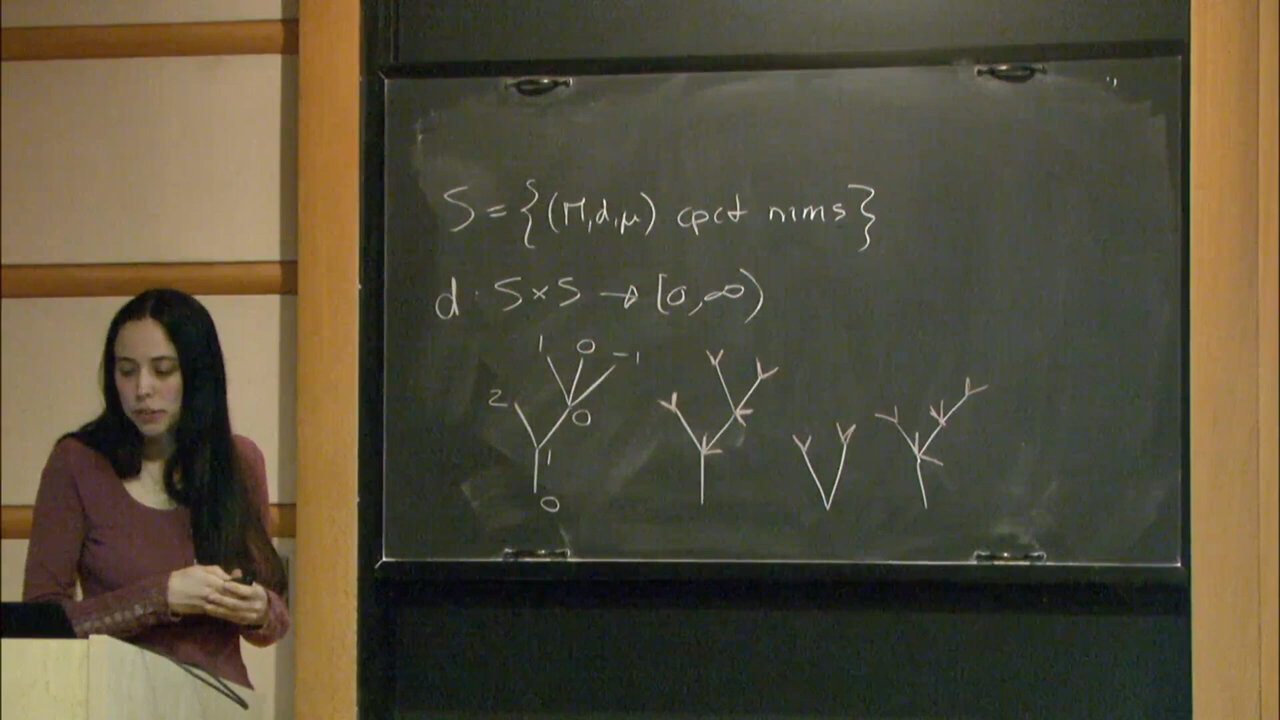 S = {(M,d,μ) cpct mms}
d : S × S → [0,∞)
1 0 -1
2 0
1
0